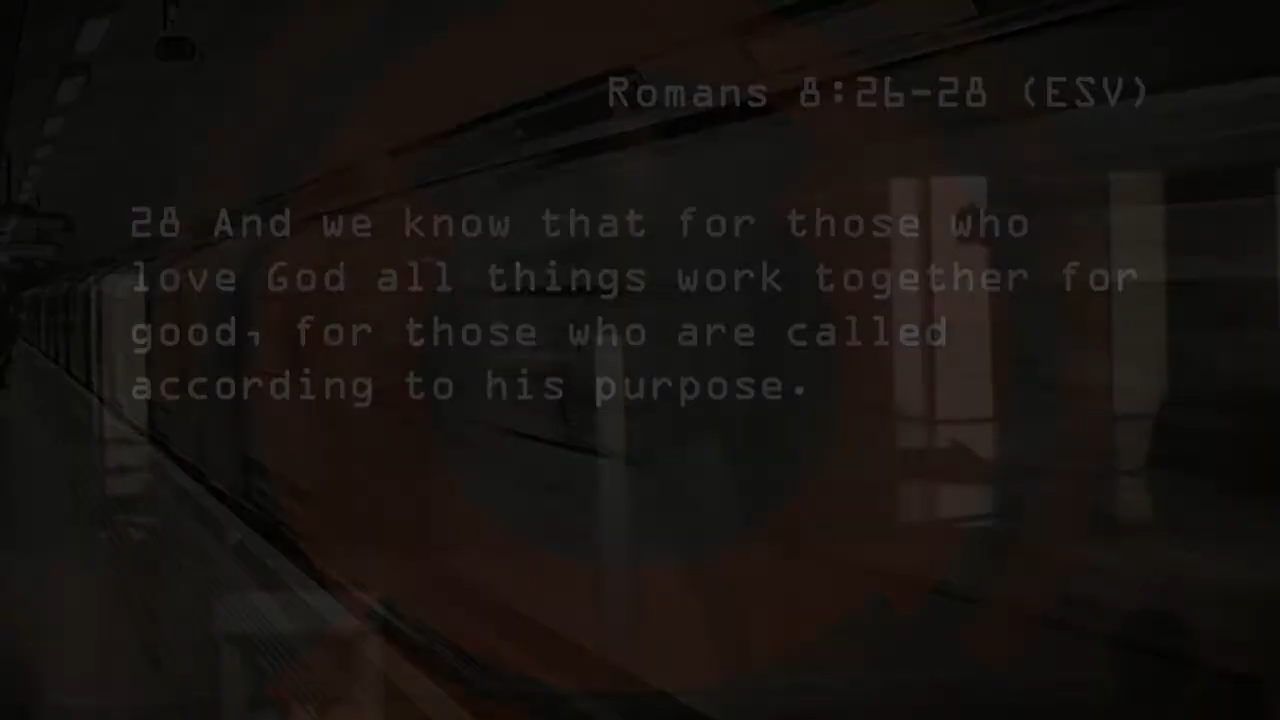 Romans 8:26-28 (ESV)
28 And we know that for those who
love God all things work together for
good, for those who are called
according to his purpose.